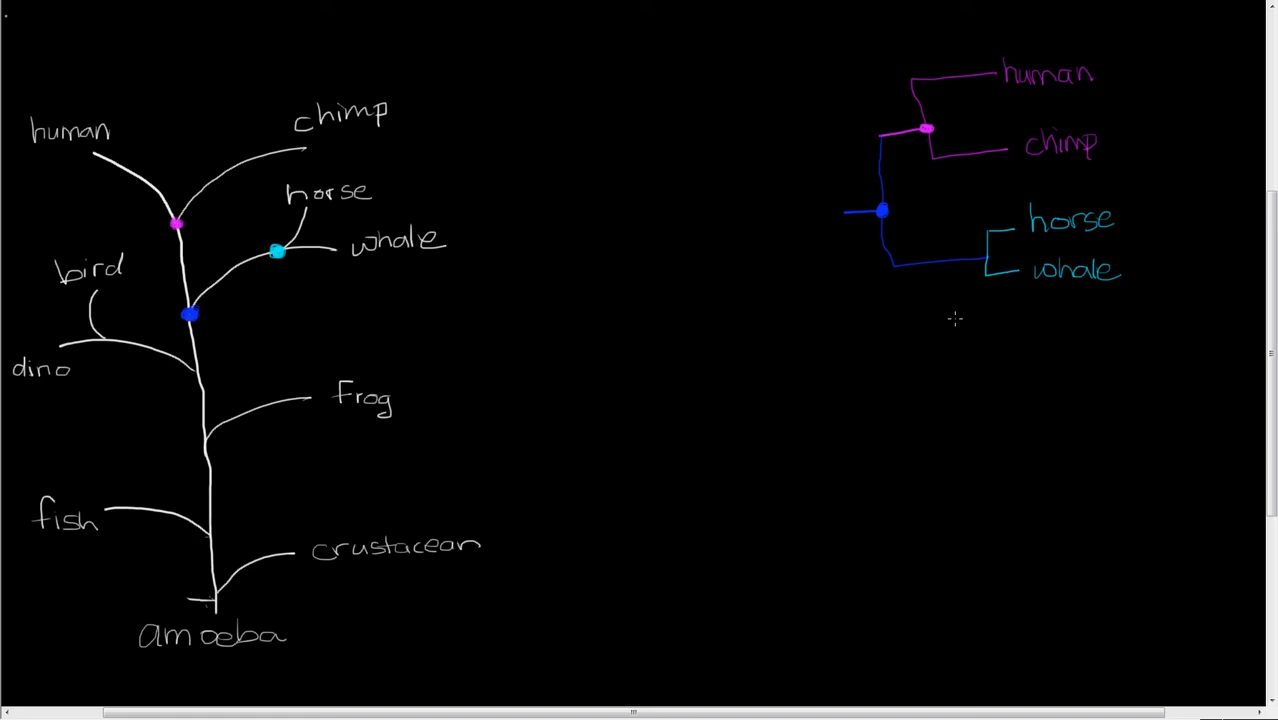 human
chimp
horse
whale
bird
dino
frog
fish
crustacean
amoeba
human
chimp
horse
whale